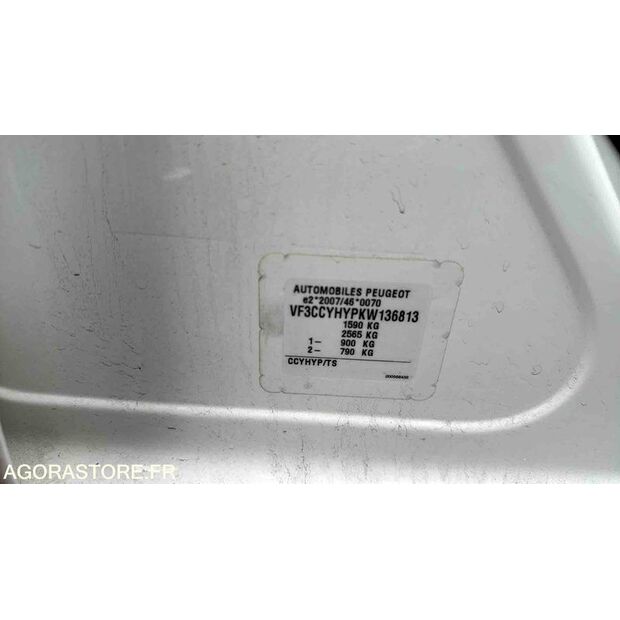 AUTOMOBILES PEUGEOT
e2*2007/46*0070
VF3CCYHYPKW136813
1590 KG
2565 KG
1- 900 KG
2- 790 KG
CCYHYP/TS
AGORASTORE.FR